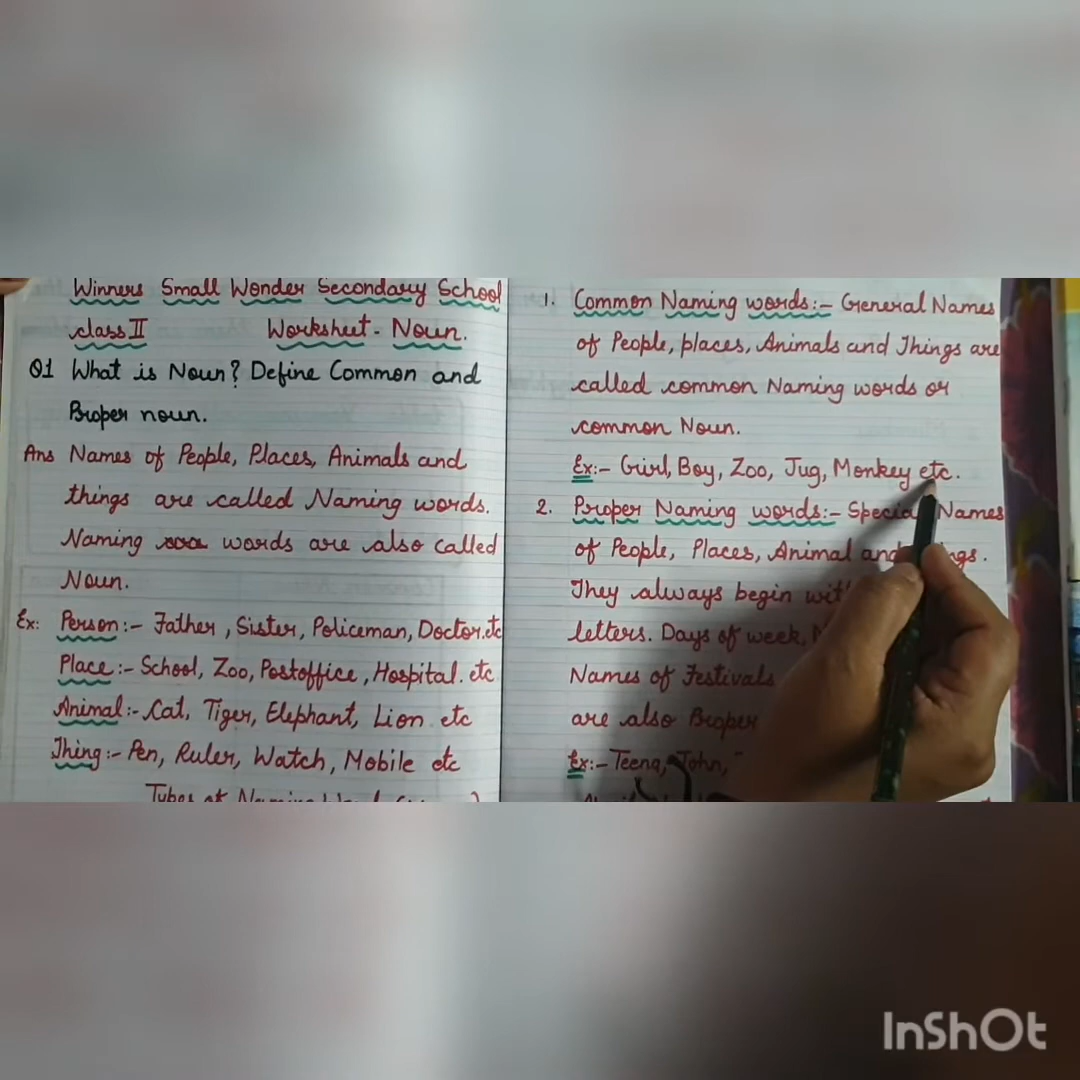 Winners Small Wonder Secondary School
class II Worksheet - Noun.
Q1 What is Noun? Define Common and
Proper noun.
Ans Names of People, Places, Animals and
things are called Naming words.
Naming words are also called
Noun.
Ex: Person:- Father, Sister, Policeman, Doctor.etc
Place:- School, Zoo, Postoffice, Hospital. etc
Animal:- Cat, Tiger, Elephant, Lion etc
Thing:- Pen, Ruler, Watch, Mobile etc
1. Common Naming words:- General Names
of People, places, Animals and Things are
called common Naming words or
common Noun.
Ex:- Girl, Boy, Zoo, Jug, Monkey etc.
2. Proper Naming words:- Special Names
of People, Places, Animal and
They always begin
letters. Days of week,
Names of Festivals
are also Proper
Ex:- Teena, John,
InShOt